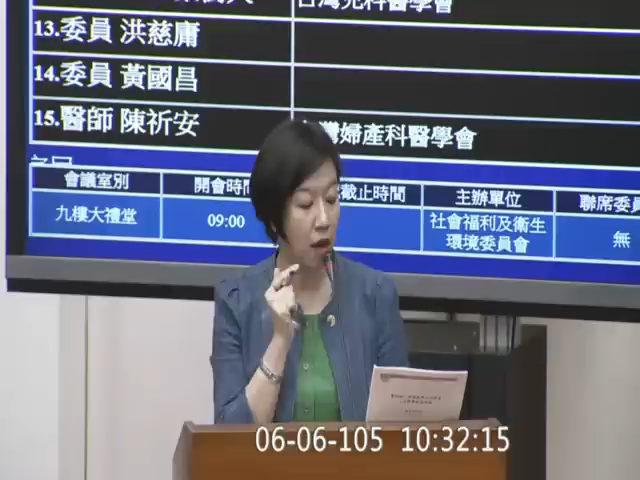 13.委員 洪慈庸
14.委員 黃國昌
15.醫師 陳祈安
灣婦產科醫學會
會議室別 開會時間 截止時間 主辦單位 聯席委員
九樓大禮堂 09:00 社會福利及衛生 無
環境委員會
06-06-105 10:32:15